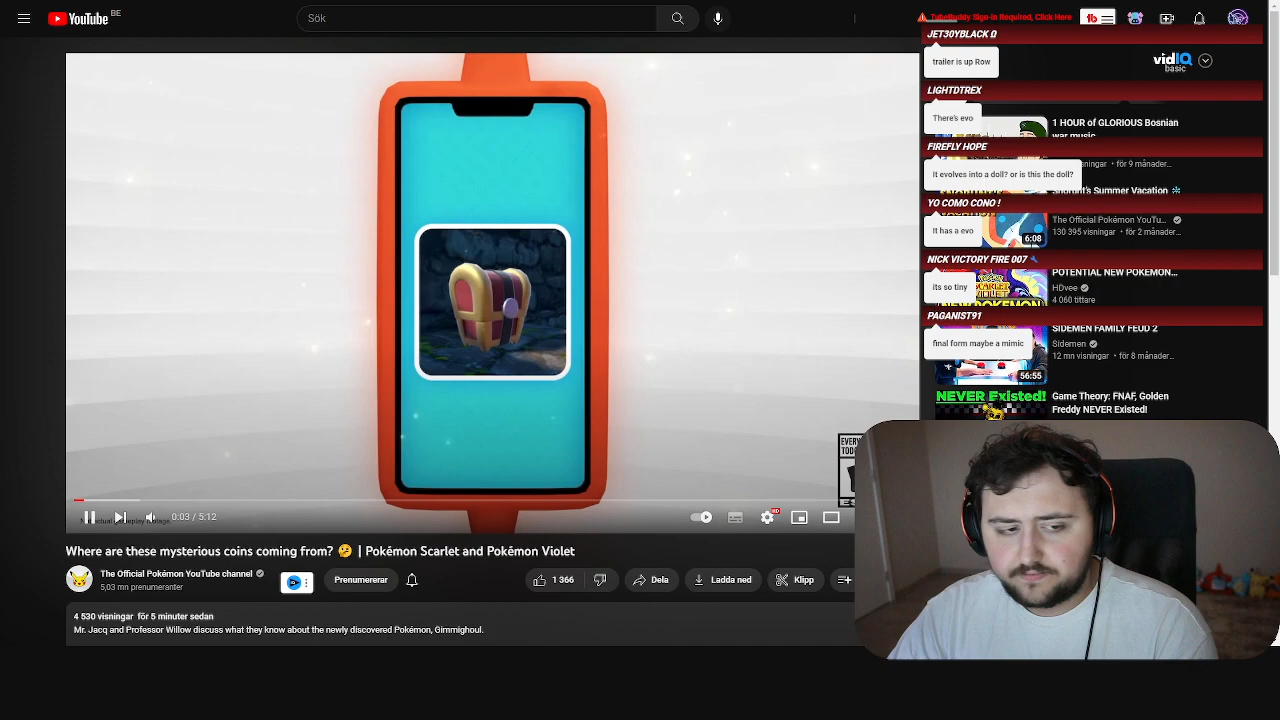 YouTube BE
Sök
TubeBuddy Sign-In Required, Click Here
JET30YBLACK Ω
trailer is up Row
vidIQ
basic
LIGHTDTREX
There's evo
1 HOUR of GLORIOUS Bosnian
war music
FIREFLY HOPE
för 9 månader...
It evolves into a doll? or is this the doll?
Summer Vacation
YO COMO CONO !
It has a evo
The Official Pokémon YouTu...
130 395 visningar • för 2 månader...
6:08
NICK VICTORY FIRE 007
its so tiny
POTENTIAL NEW POKEMON...
HDvee
4 060 tittare
PAGANIST91
final form maybe a mimic
SIDEMEN FAMILY FEUD 2
Sidemen
12 mn visningar • för 8 månader...
56:55
NEVER Existed!
Game Theory: FNAF, Golden
Freddy NEVER Existed!
0:03 / 5:12
HD
Where are these mysterious coins coming from? 🤔 | Pokémon Scarlet and Pokémon Violet
The Official Pokémon YouTube channel
5,03 mn prenumeranter
Prenumererar
1 366
Dela
Ladda ned
Klipp
4 530 visningar för 5 minuter sedan
Mr. Jacq and Professor Willow discuss what they know about the newly discovered Pokémon, Gimmighoul.